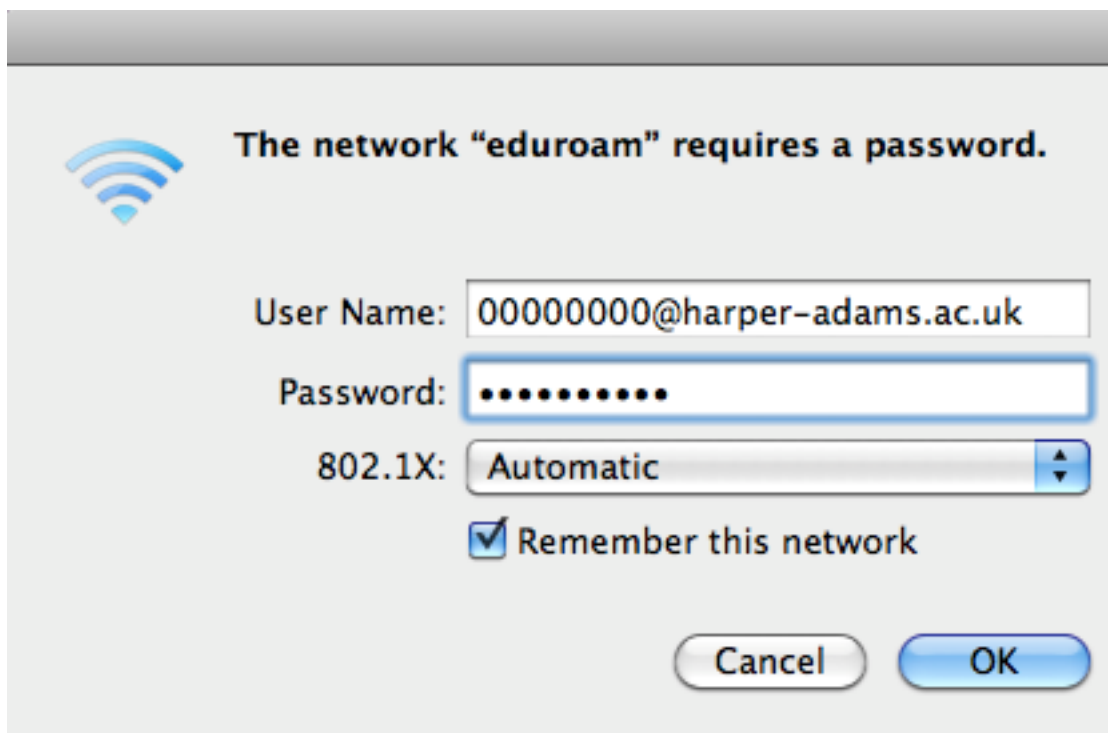 The network “eduroam” requires a password.
User Name: 00000000@harper-adams.ac.uk
Password: ••••••••••
802.1X: Automatic
Remember this network
Cancel OK